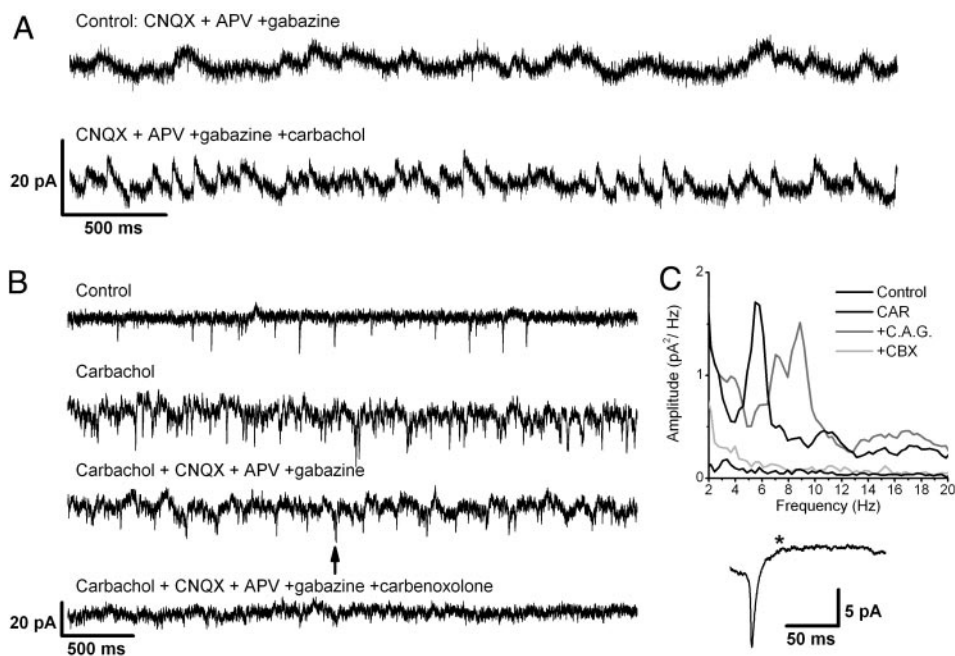 A
Control: CNQX + APV +gabazine
CNQX + APV +gabazine +carbachol
20 pA
500 ms
B
Control
Carbachol
Carbachol + CNQX + APV +gabazine
Carbachol + CNQX + APV +gabazine +carbenoxolone
20 pA
500 ms
C
2
1
0
Amplitude (pA²/ Hz)
Control
CAR
+C.A.G.
+CBX
2 4 6 8 10 12 14 16 18 20
Frequency (Hz)
*
5 pA
50 ms